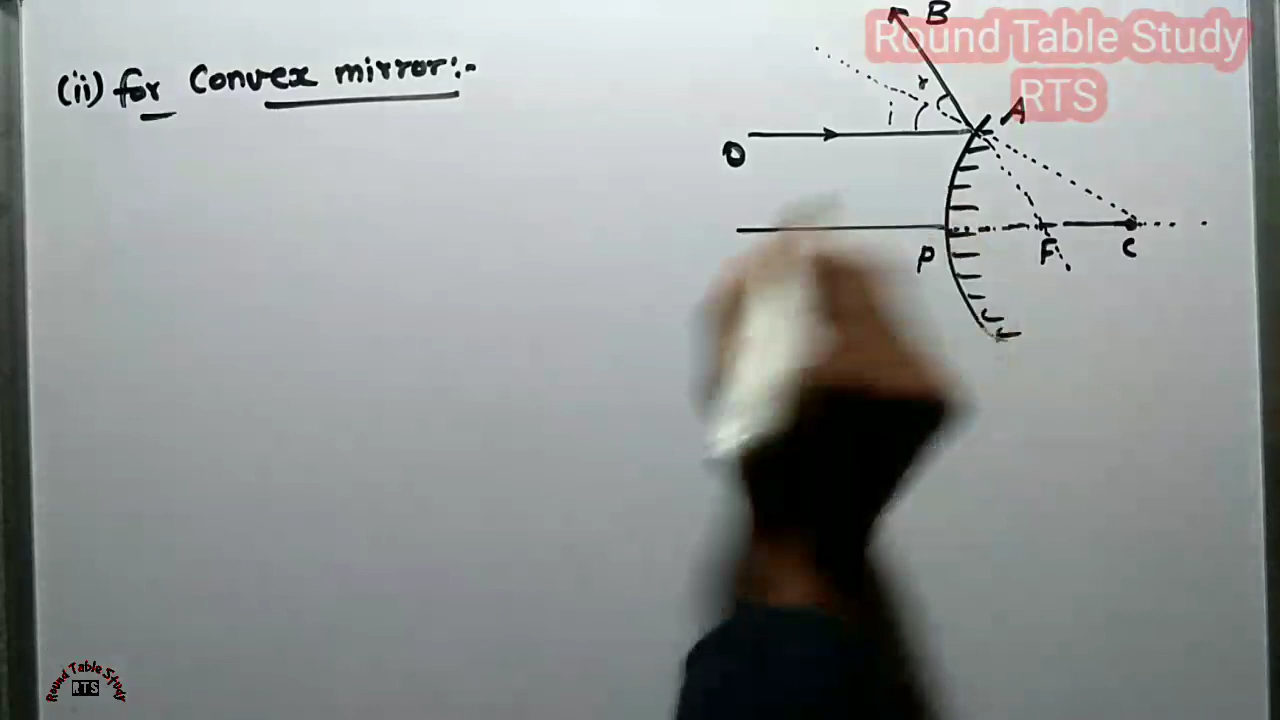 (ii) for Convex mirror:-
B
Round Table Study
RTS
r
i
A
O
P
F
C
Round Table Study
RTS